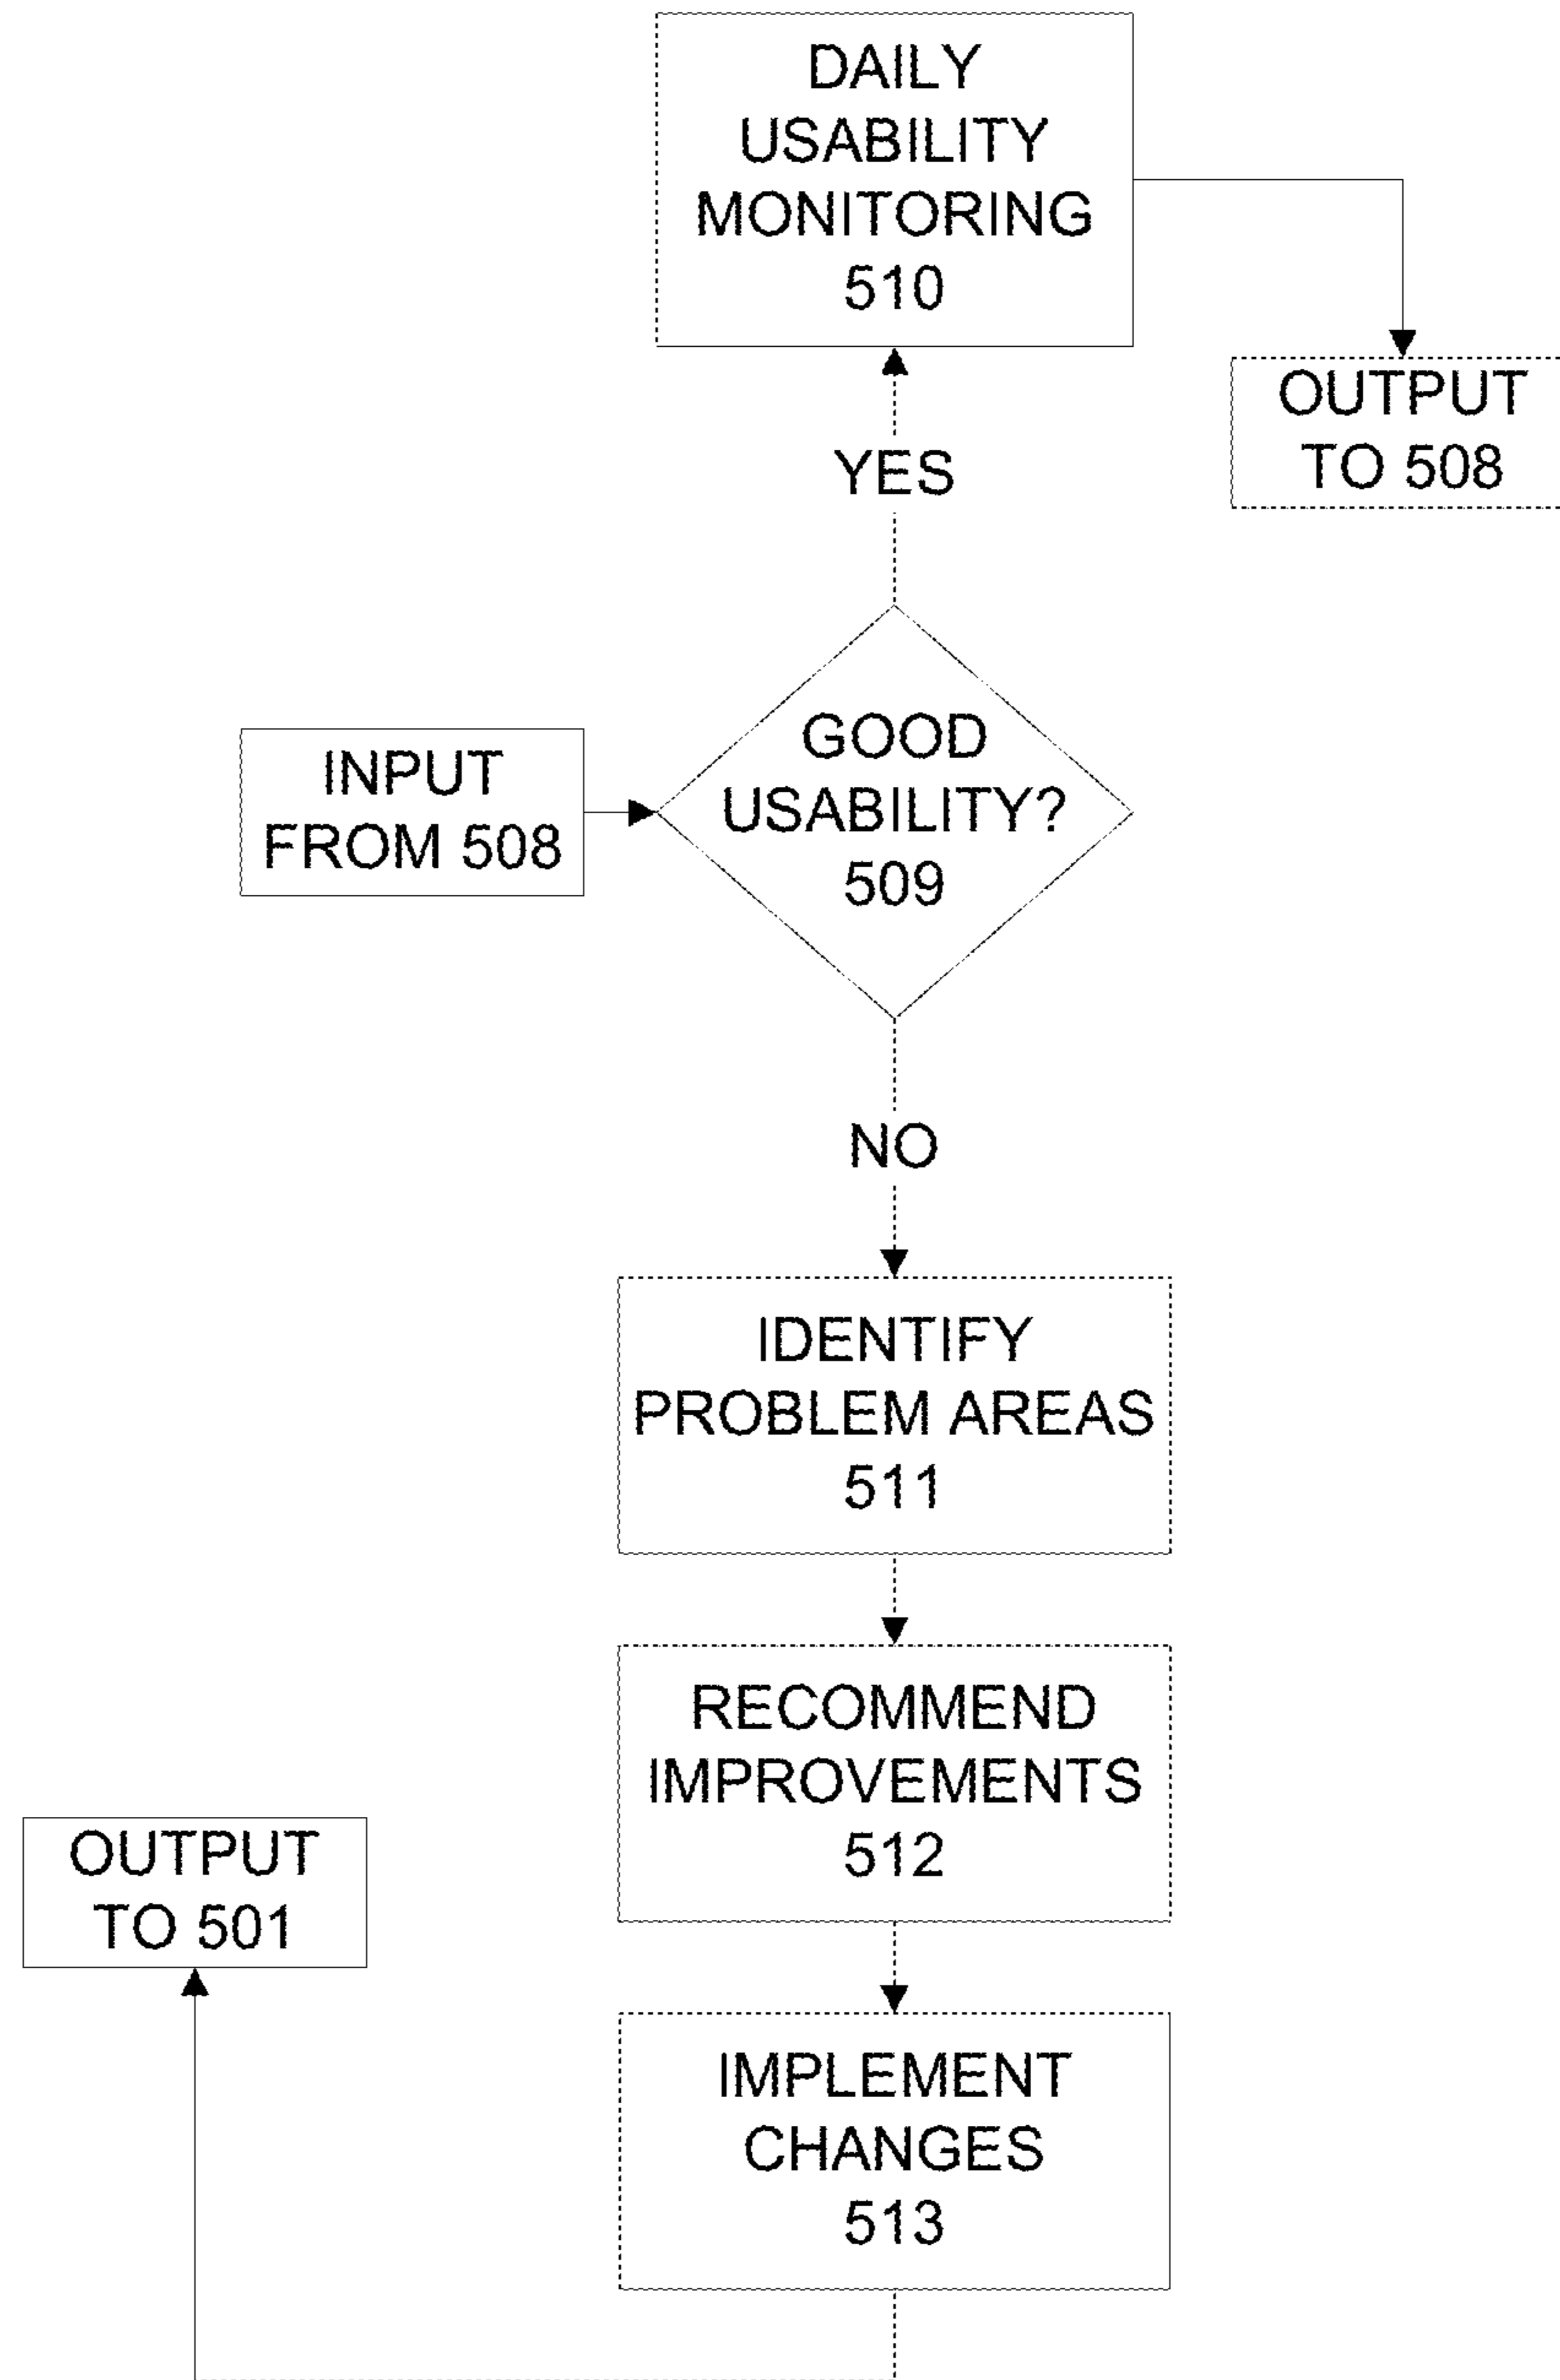 DAILY
USABILITY
MONITORING
510
OUTPUT
TO 508
YES
INPUT
FROM 508
GOOD
USABILITY?
509
NO
IDENTIFY
PROBLEM AREAS
511
RECOMMEND
IMPROVEMENTS
512
OUTPUT
TO 501
IMPLEMENT
CHANGES
513